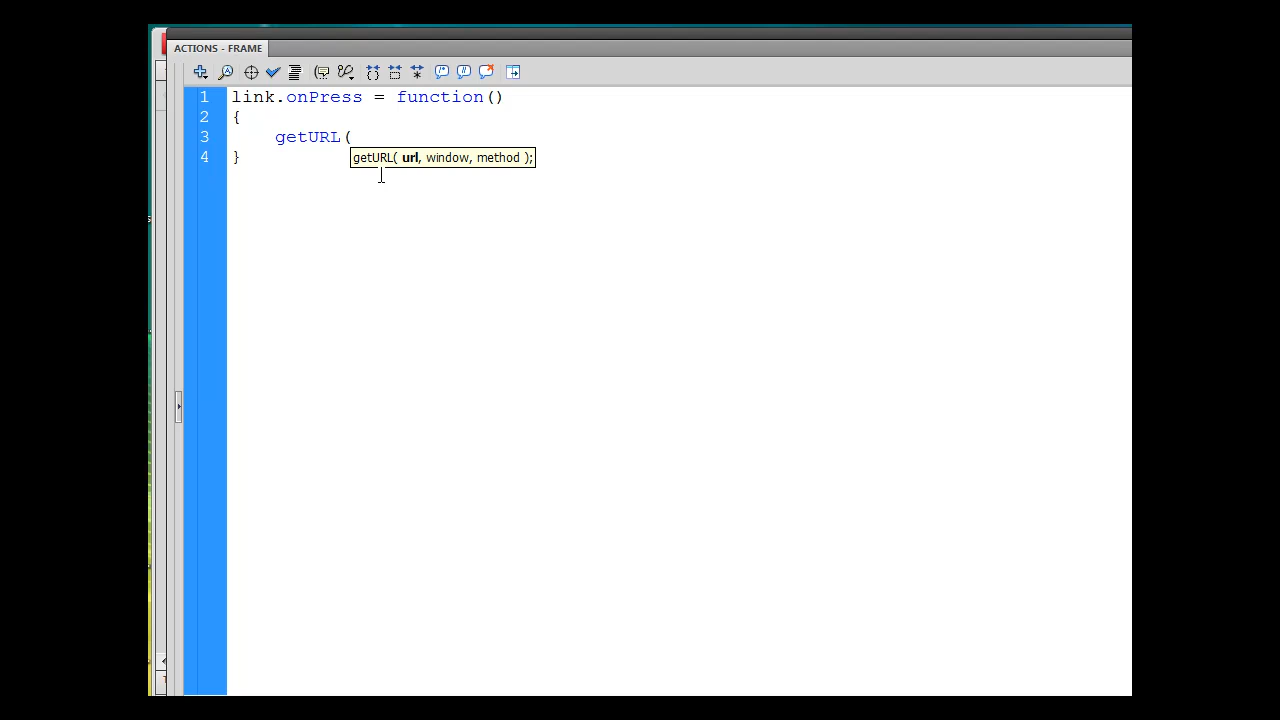 ACTIONS - FRAME
1 link.onPress = function()
2 {
3 getURL(
getURL( url, window, method );
4 }